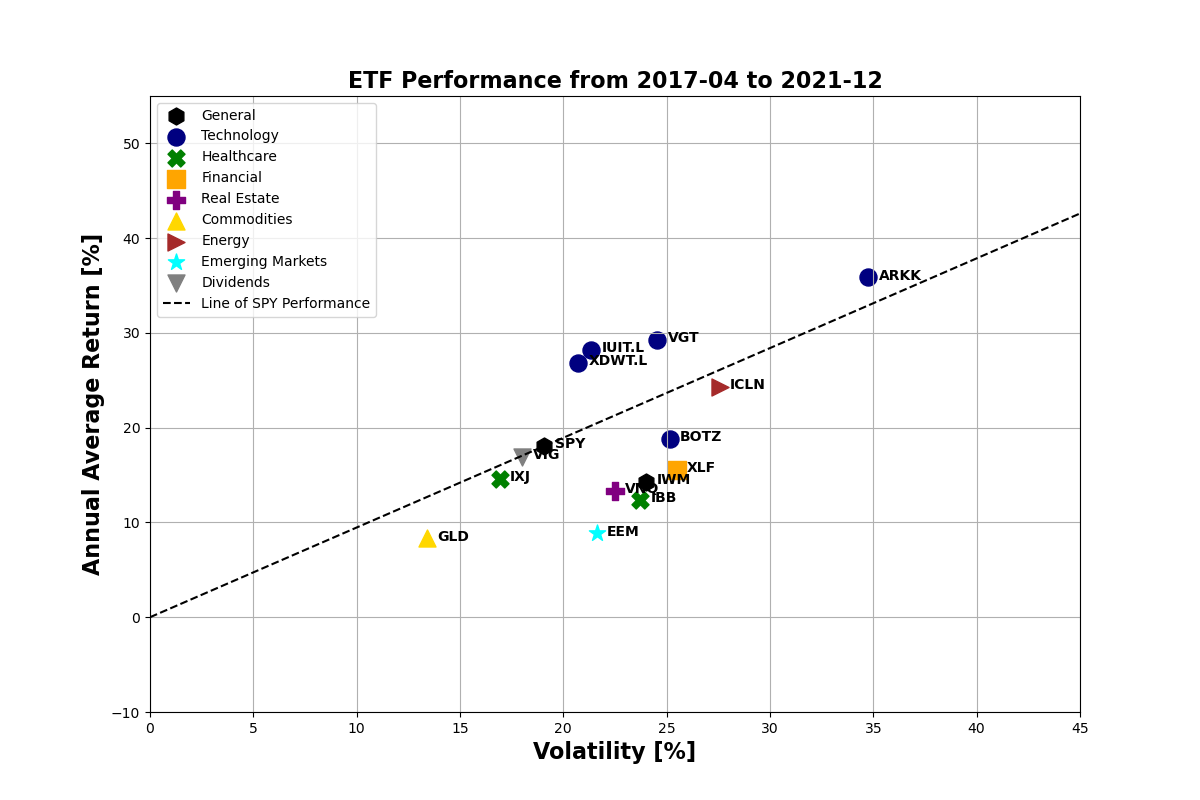 ETF Performance from 2017-04 to 2021-12
Annual Average Return [%]
50
40
30
20
10
0
−10
General
Technology
Healthcare
Financial
Real Estate
Commodities
Energy
Emerging Markets
Dividends
Line of SPY Performance
ARKK
VGT
IUIT.L
XDWT.L
ICLN
BOTZ
SPY
VIG
XLF
IXJ
IWM
VNQ
IBB
GLD
EEM
0 5 10 15 20 25 30 35 40 45
Volatility [%]